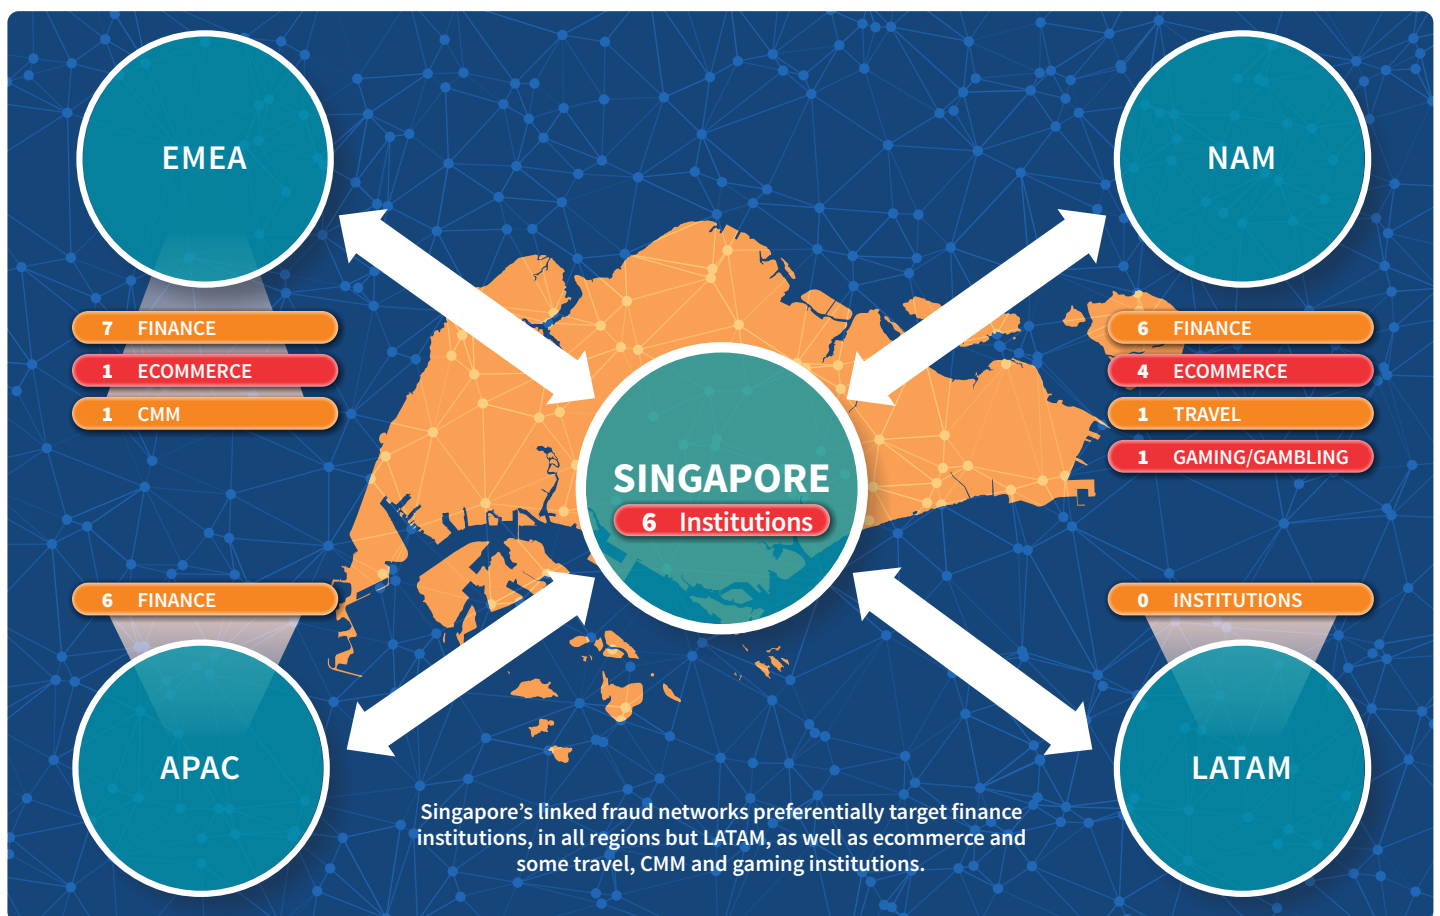 EMEA
7 FINANCE
1 ECOMMERCE
1 CMM
NAM
6 FINANCE
4 ECOMMERCE
1 TRAVEL
1 GAMING/GAMBLING
SINGAPORE
6 Institutions
6 FINANCE
APAC
0 INSTITUTIONS
LATAM
Singapore’s linked fraud networks preferentially target finance
institutions, in all regions but LATAM, as well as ecommerce and
some travel, CMM and gaming institutions.